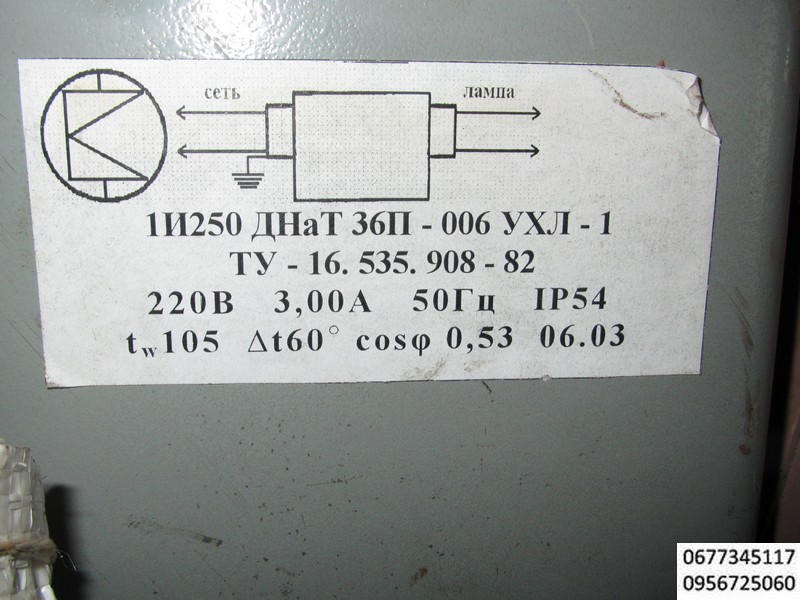 сеть лампа
1И250 ДНаТ 36П - 006 УХЛ - 1
ТУ - 16. 535. 908 - 82
220В 3,00А 50Гц IP54
tw105 Δt60° cosφ 0,53 06.03
0677345117
0956725060